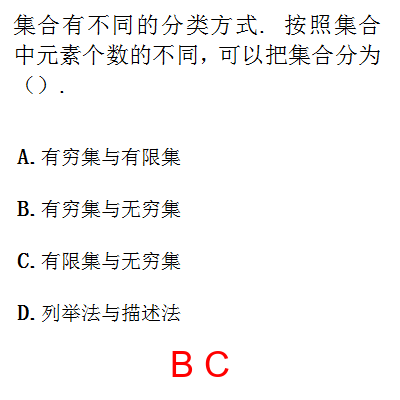 集合有不同的分类方式. 按照集合
中元素个数的不同，可以把集合分为
（）.
A. 有穷集与有限集
B. 有穷集与无穷集
C. 有限集与无穷集
D. 列举法与描述法
B C